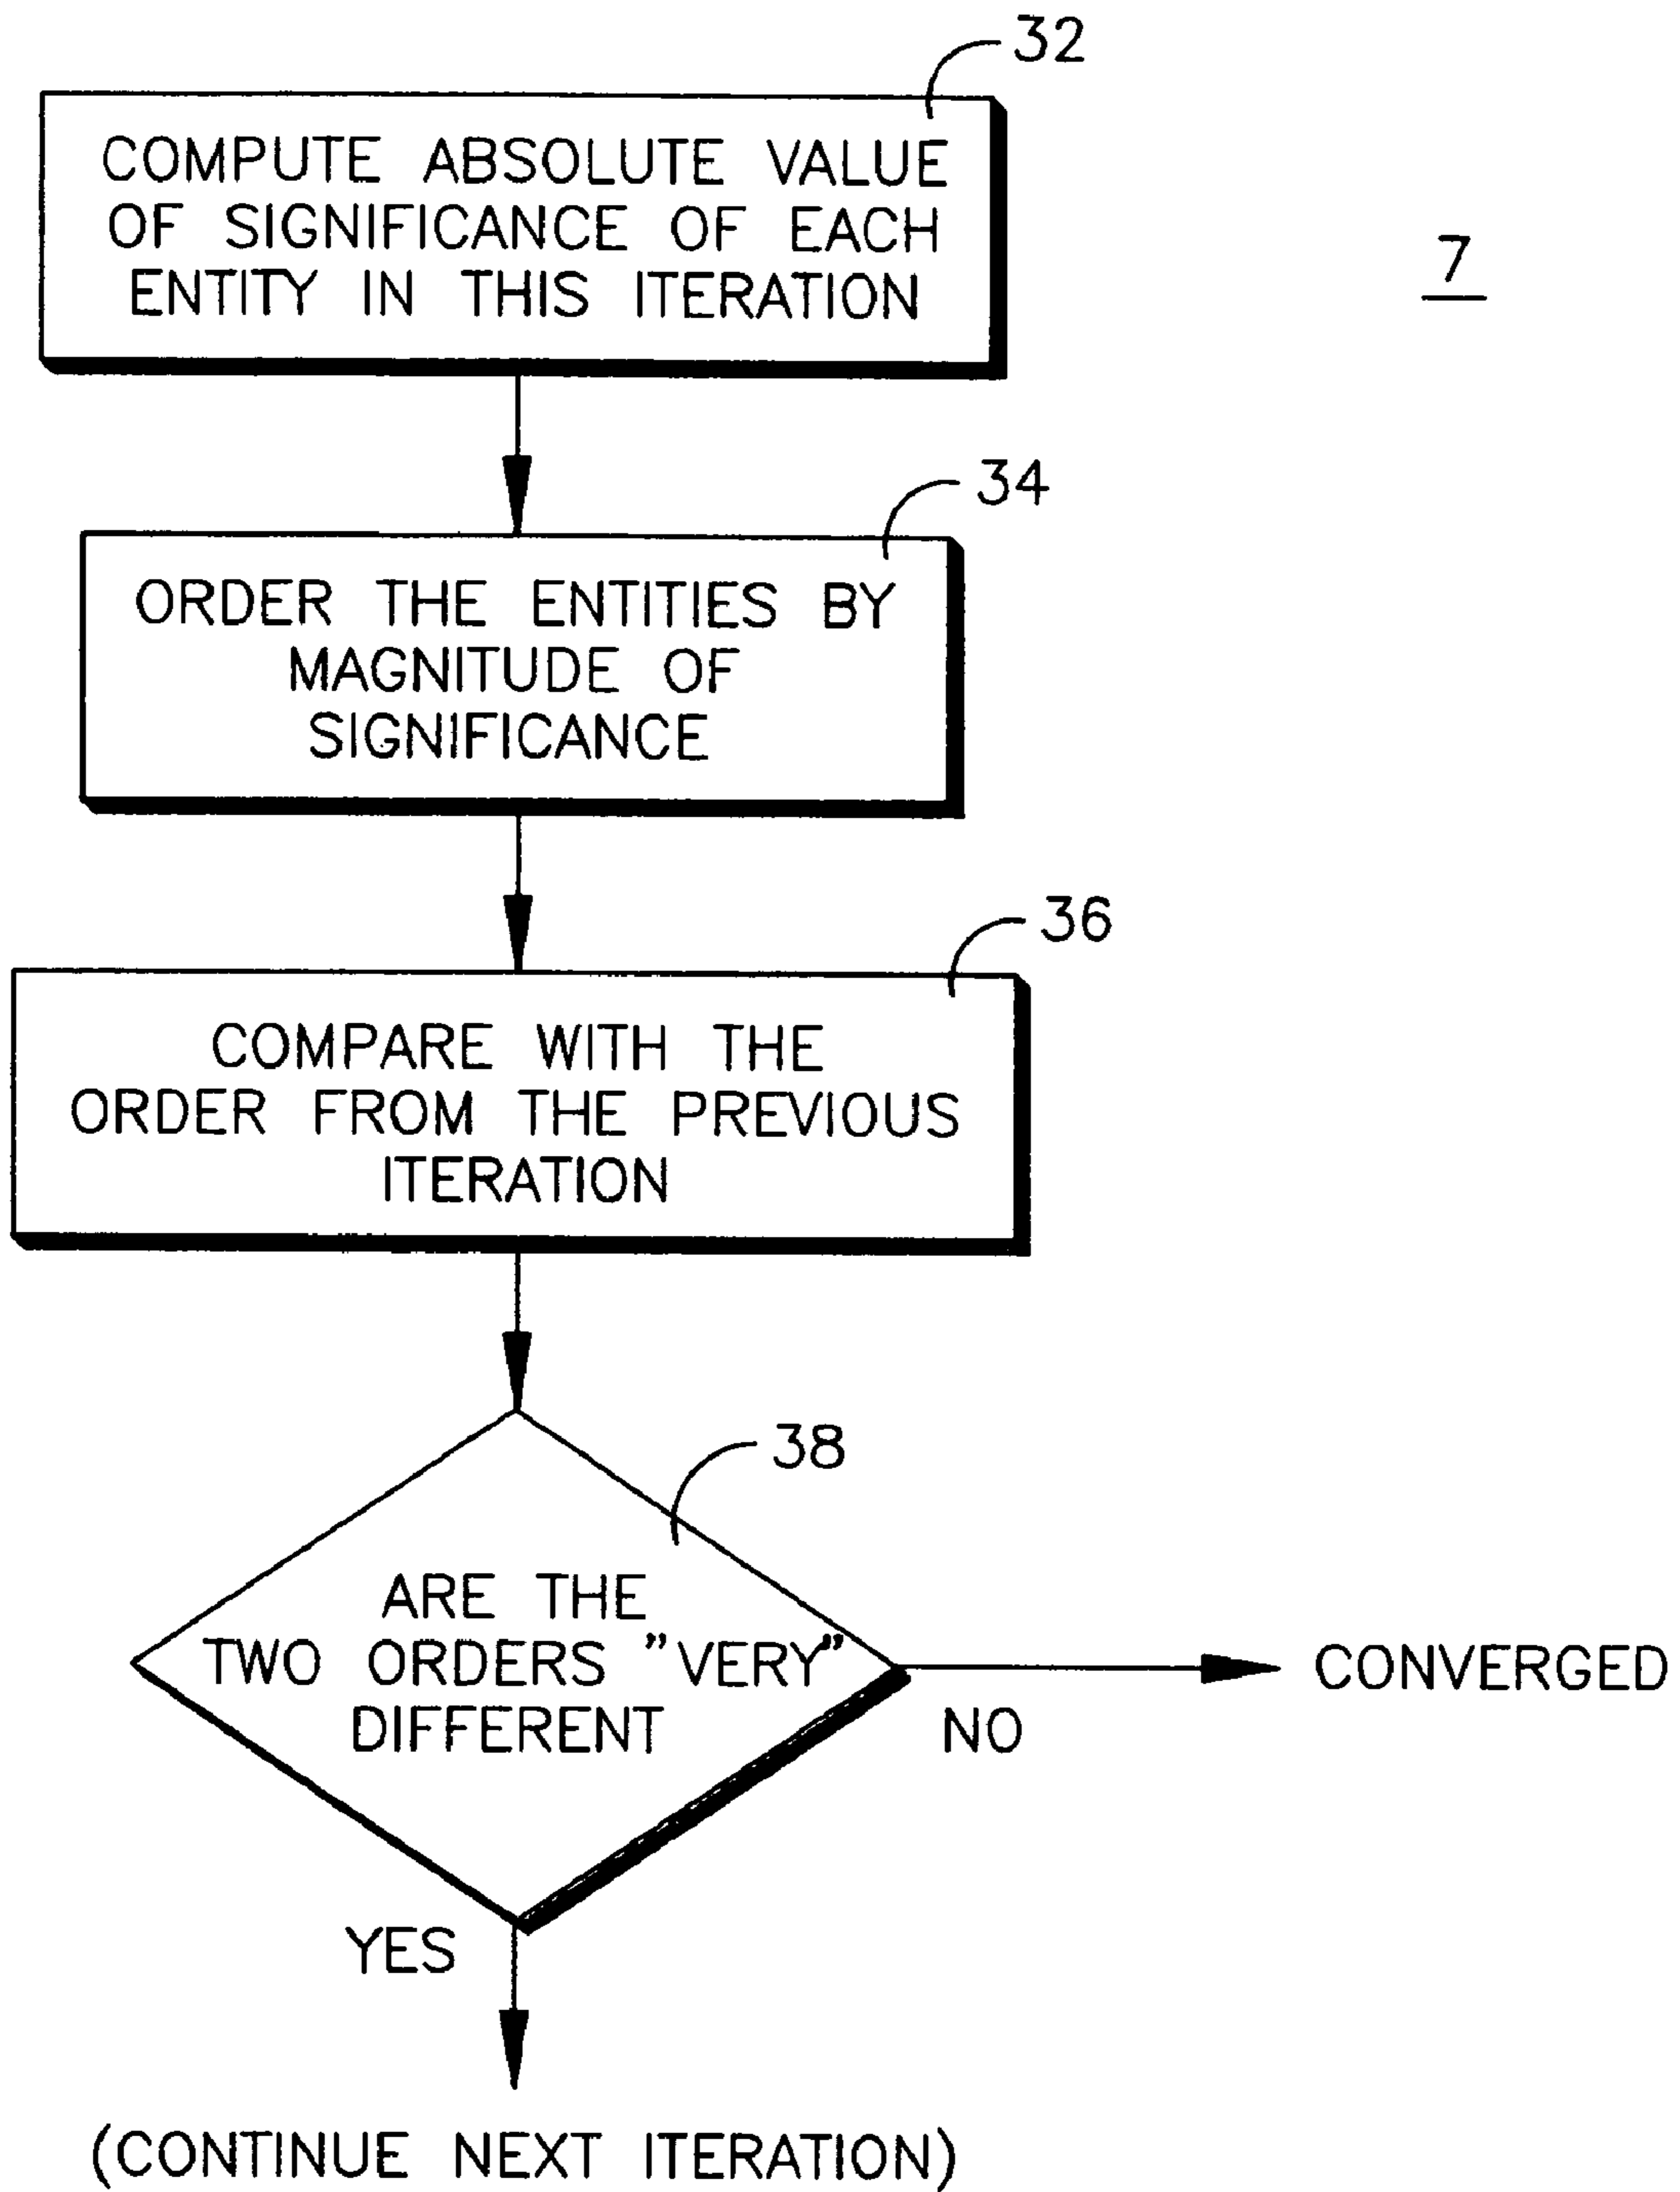 32
COMPUTE ABSOLUTE VALUE
OF SIGNIFICANCE OF EACH
ENTITY IN THIS ITERATION
7
34
ORDER THE ENTITIES BY
MAGNITUDE OF
SIGNIFICANCE
36
COMPARE WITH THE
ORDER FROM THE PREVIOUS
ITERATION
38
ARE THE
TWO ORDERS "VERY"
DIFFERENT
CONVERGED
NO
YES
(CONTINUE NEXT ITERATION)